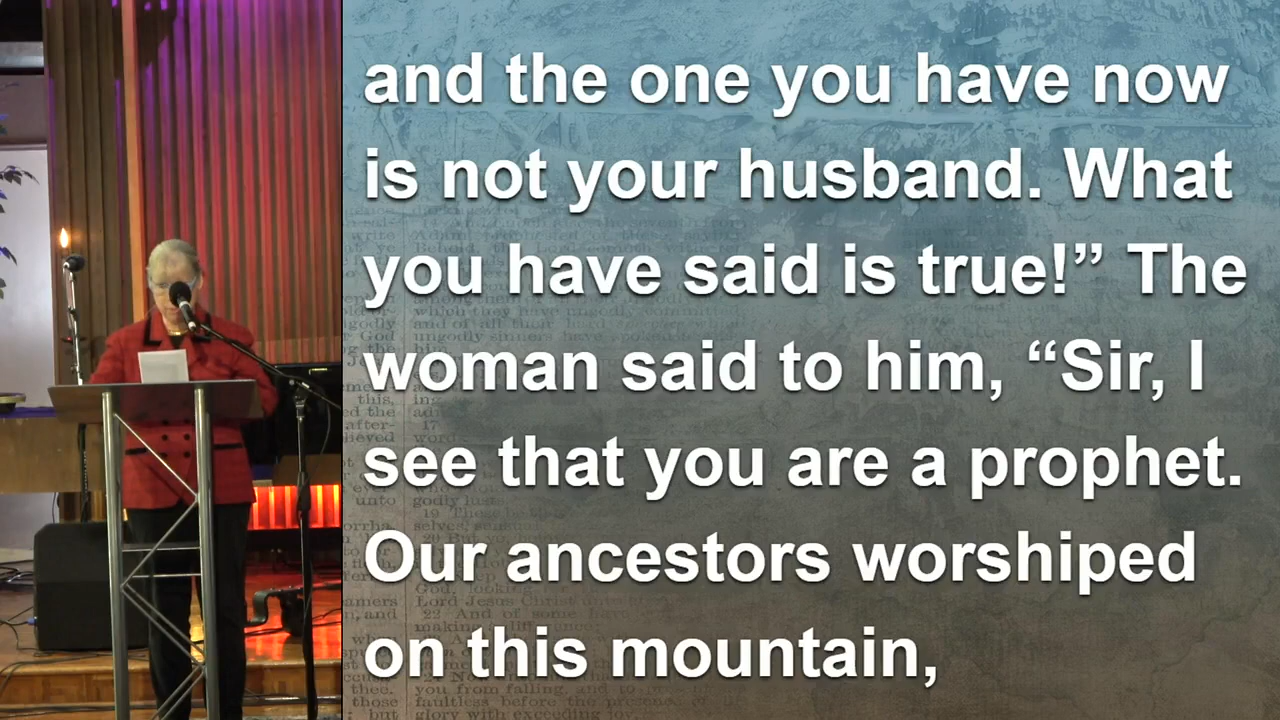 and the one you have now
is not your husband. What
you have said is true!” The
woman said to him, “Sir, I
see that you are a prophet.
Our ancestors worshiped
on this mountain,